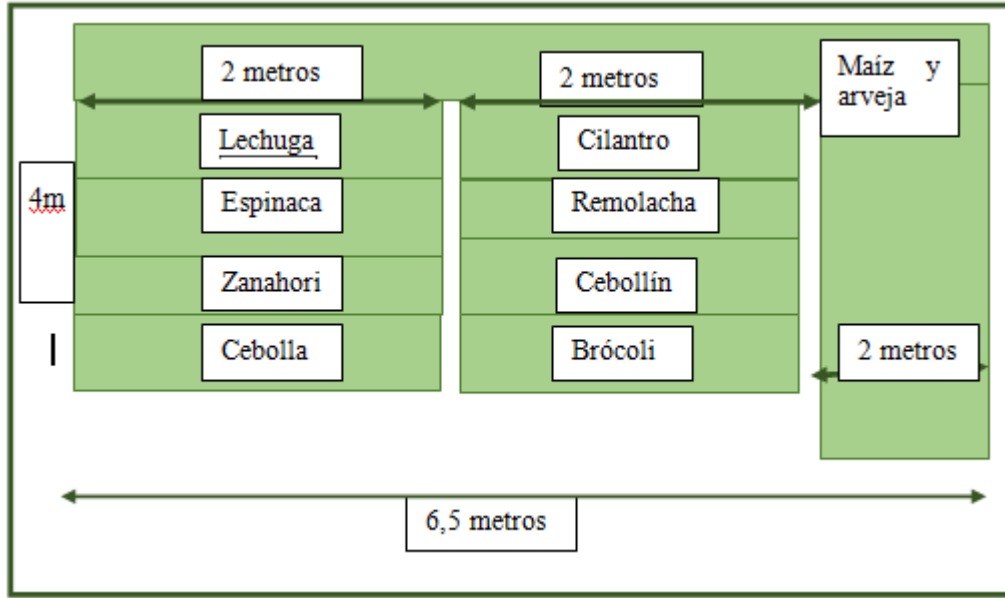 2 metros
2 metros
Maíz y
arveja
Lechuga
Cilantro
4m
Espinaca
Remolacha
Zanahori
Cebollín
Cebolla
Brócoli
2 metros
6,5 metros